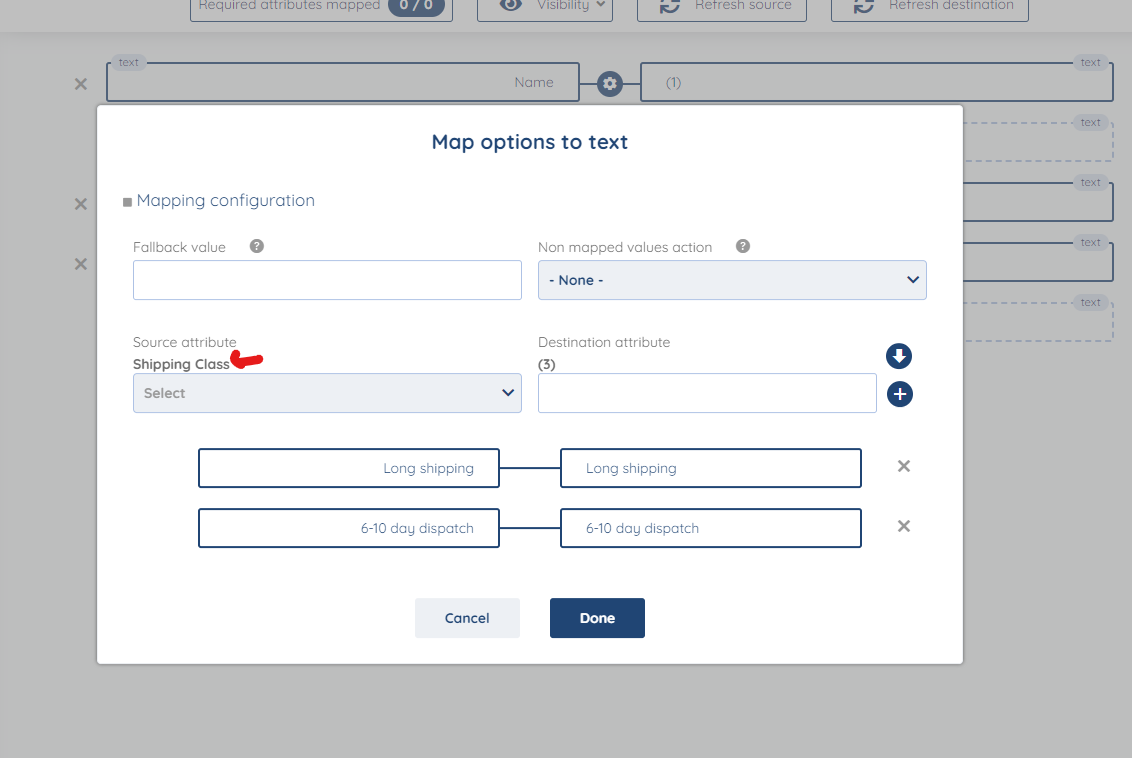 Required attributes mapped 0 / 0 Visibility Refresh source Refresh destination
text text
Name (1)
text
text
text
text
Map options to text
Mapping configuration
Fallback value ? Non mapped values action ?
- None -
Source attribute Destination attribute
Shipping Class (3)
Select
Long shipping Long shipping
6-10 day dispatch 6-10 day dispatch
Cancel Done